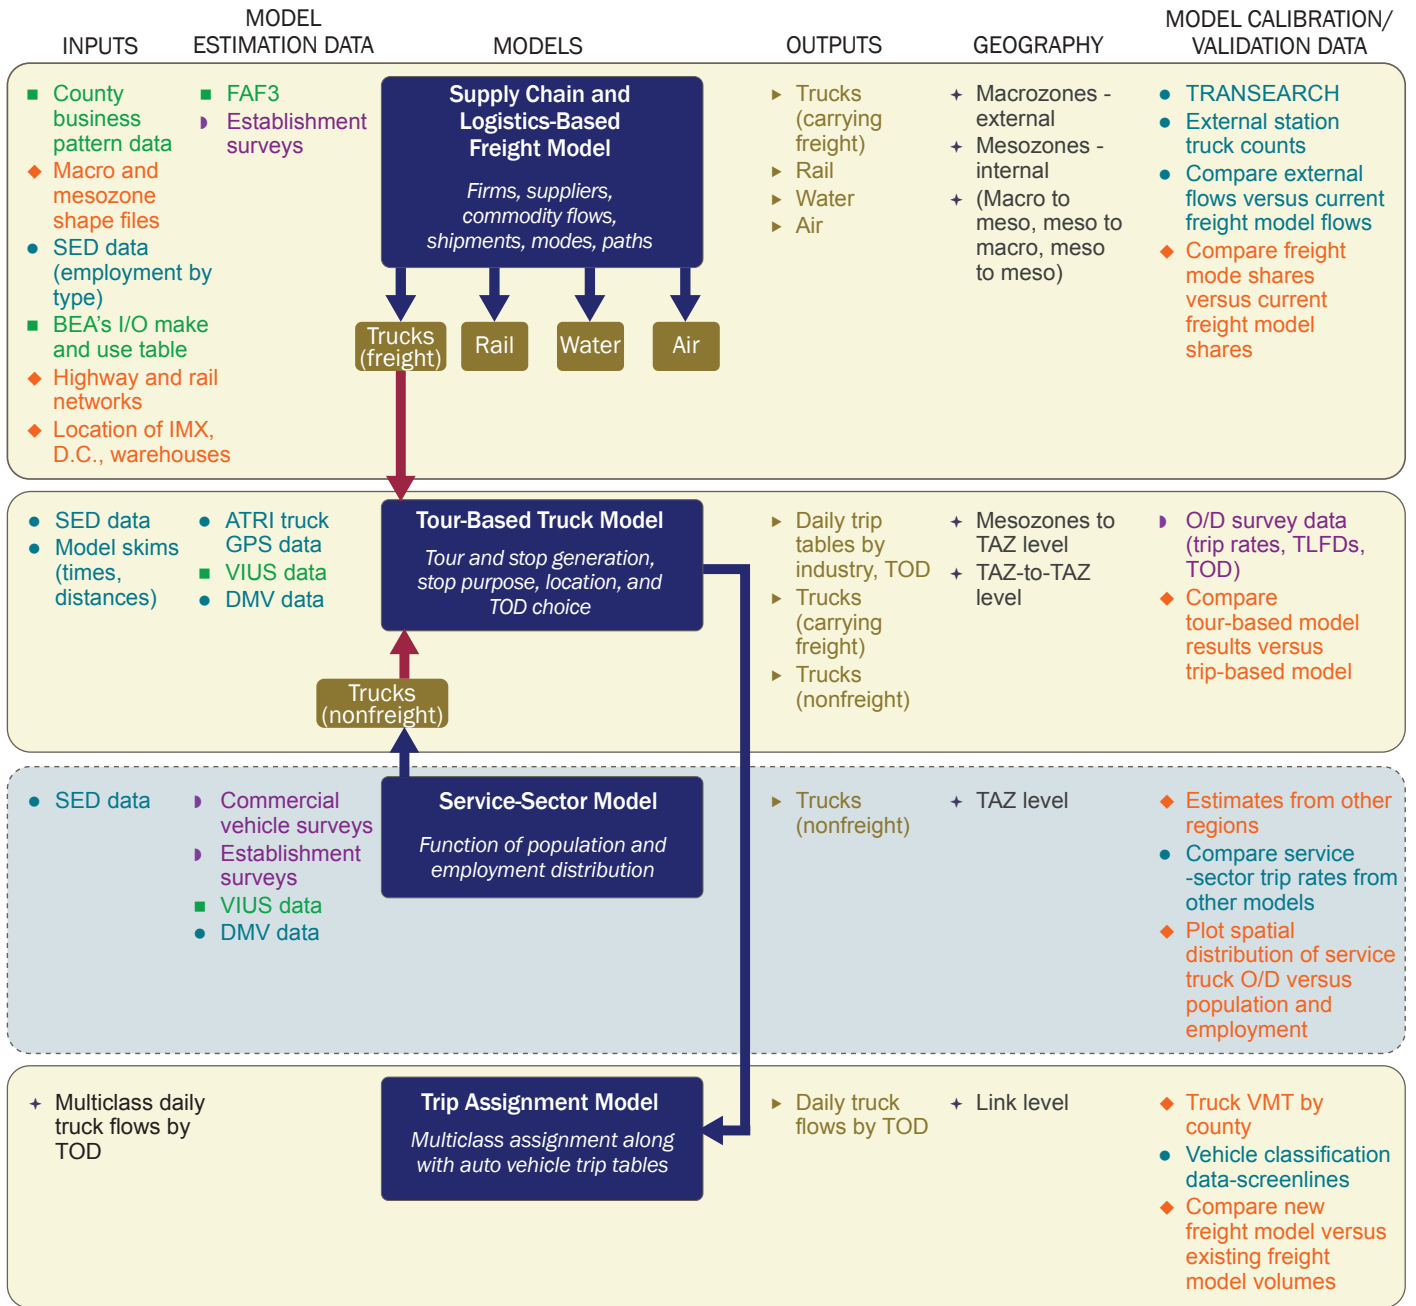 INPUTS
MODEL
ESTIMATION DATA
MODELS
OUTPUTS
GEOGRAPHY
MODEL CALIBRATION/
VALIDATION DATA
County
business
pattern data
Macro and
mesozone
shape files
SED data
(employment by
type)
BEA's I/O make
and use table
Highway and rail
networks
Location of IMX,
D.C., warehouses
FAF3
Establishment
surveys
Supply Chain and
Logistics-Based
Freight Model
Firms, suppliers,
commodity flows,
shipments, modes, paths
Trucks
(freight)
Rail
Water
Air
Trucks
(carrying
freight)
Rail
Water
Air
Macrozones -
external
Mesozones -
internal
(Macro to
meso, meso to
macro, meso
to meso)
TRANSEARCH
External station
truck counts
Compare external
flows versus current
freight model flows
Compare freight
mode shares
versus current
freight model
shares
SED data
Model skims
(times,
distances)
ATRI truck
GPS data
VIUS data
DMV data
Tour-Based Truck Model
Tour and stop generation,
stop purpose, location, and
TOD choice
Trucks
(nonfreight)
Daily trip
tables by
industry, TOD
Trucks
(carrying
freight)
Trucks
(nonfreight)
Mesozones to
TAZ level
TAZ-to-TAZ
level
O/D survey data
(trip rates, TLFDs,
TOD)
Compare
tour-based model
results versus
trip-based model
SED data
Commercial
vehicle surveys
Establishment
surveys
VIUS data
DMV data
Service-Sector Model
Function of population and
employment distribution
Trucks
(nonfreight)
TAZ level
Estimates from other
regions
Compare service
-sector trip rates from
other models
Plot spatial
distribution of service
truck O/D versus
population and
employment
Multiclass daily
truck flows by
TOD
Trip Assignment Model
Multiclass assignment along
with auto vehicle trip tables
Daily truck
flows by TOD
Link level
Truck VMT by
county
Vehicle classification
data-screenlines
Compare new
freight model versus
existing freight
model volumes